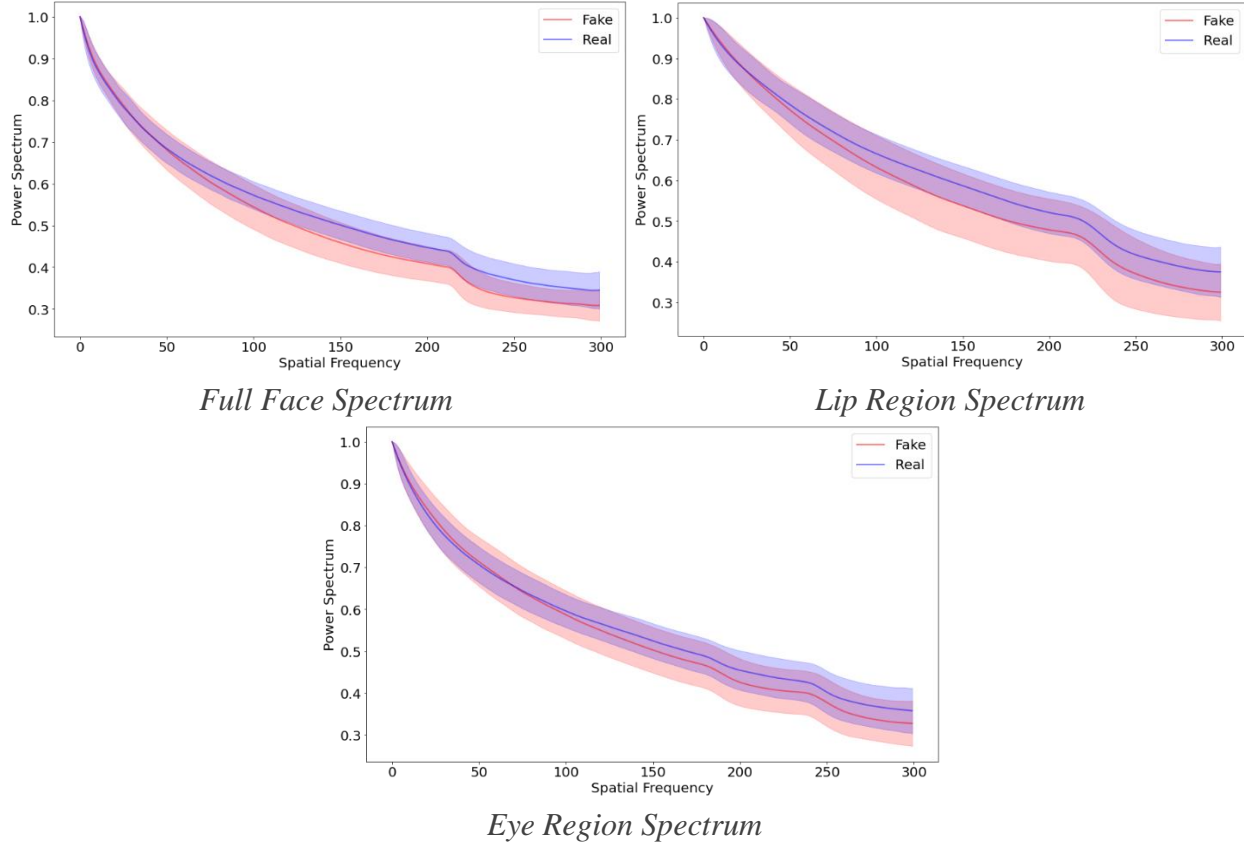 1.0
0.9
0.8
0.7
0.6
0.5
0.4
0.3
Power Spectrum
0 50 100 150 200 250 300
Spatial Frequency
Fake
Real
Full Face Spectrum
1.0
0.9
0.8
0.7
0.6
0.5
0.4
0.3
Power Spectrum
0 50 100 150 200 250 300
Spatial Frequency
Fake
Real
Lip Region Spectrum
1.0
0.9
0.8
0.7
0.6
0.5
0.4
0.3
Power Spectrum
0 50 100 150 200 250 300
Spatial Frequency
Fake
Real
Eye Region Spectrum